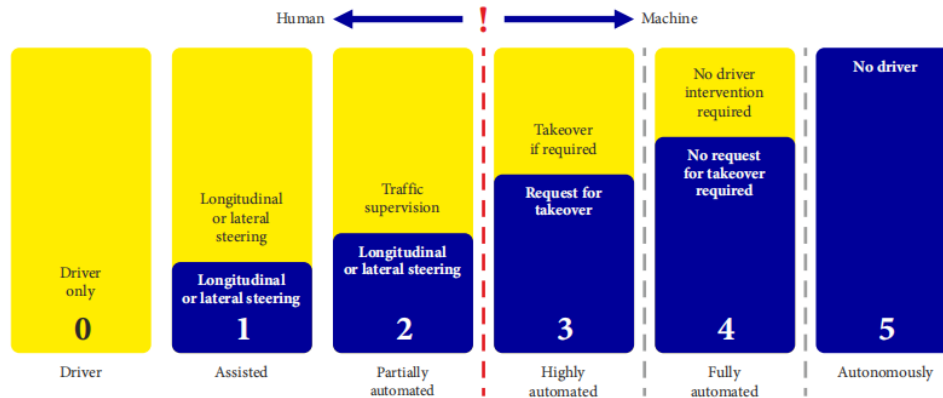 Human
!
Machine
Driver
only
0
Driver
Longitudinal
or lateral
steering
Longitudinal
or lateral steering
1
Assisted
Traffic
supervision
Longitudinal
or lateral steering
2
Partially
automated
Takeover
if required
Request for
takeover
3
Highly
automated
No driver
intervention
required
No request
for takeover
required
4
Fully
automated
No driver
5
Autonomously